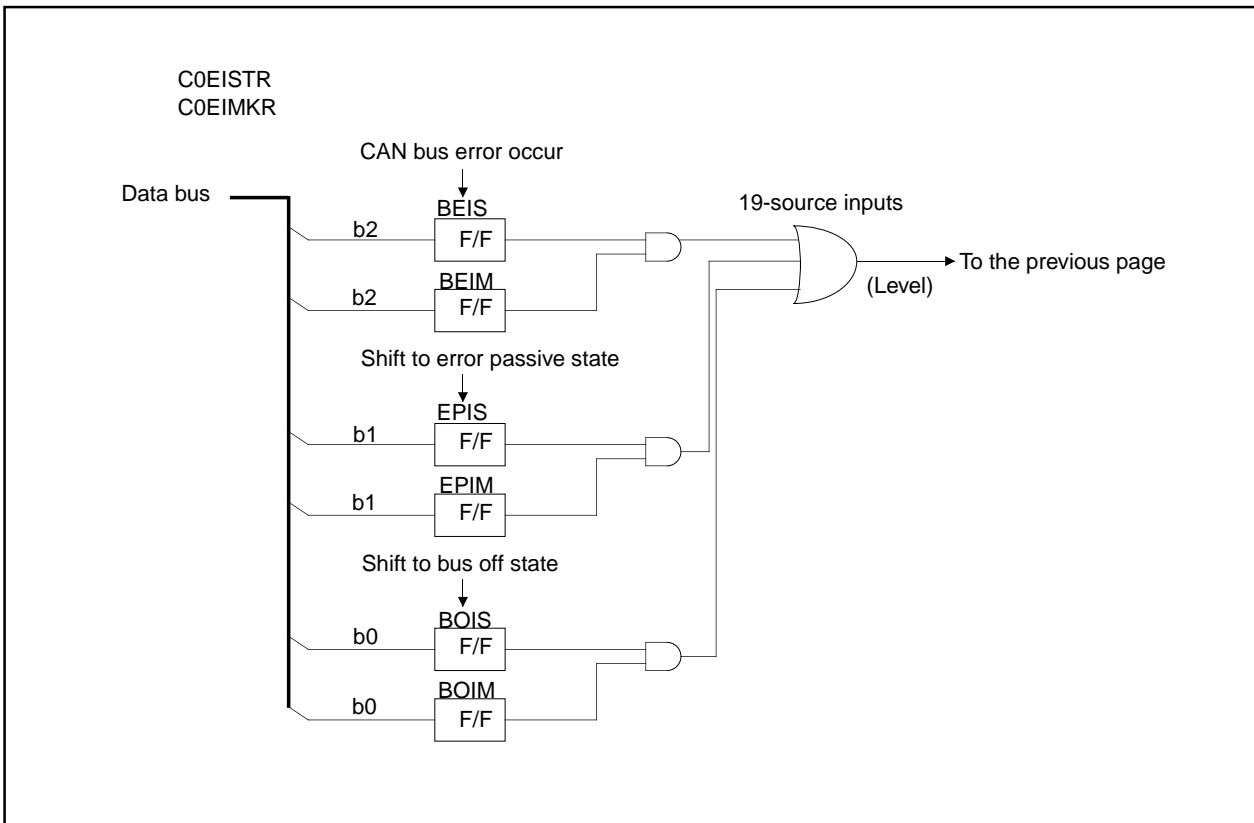 C0EISTR
C0EIMKR
CAN bus error occur
Data bus
19-source inputs
BEIS
b2
F/F
To the previous page
(Level)
BEIM
b2
F/F
Shift to error passive state
EPIS
b1
F/F
EPIM
b1
F/F
Shift to bus off state
BOIS
b0
F/F
BOIM
b0
F/F